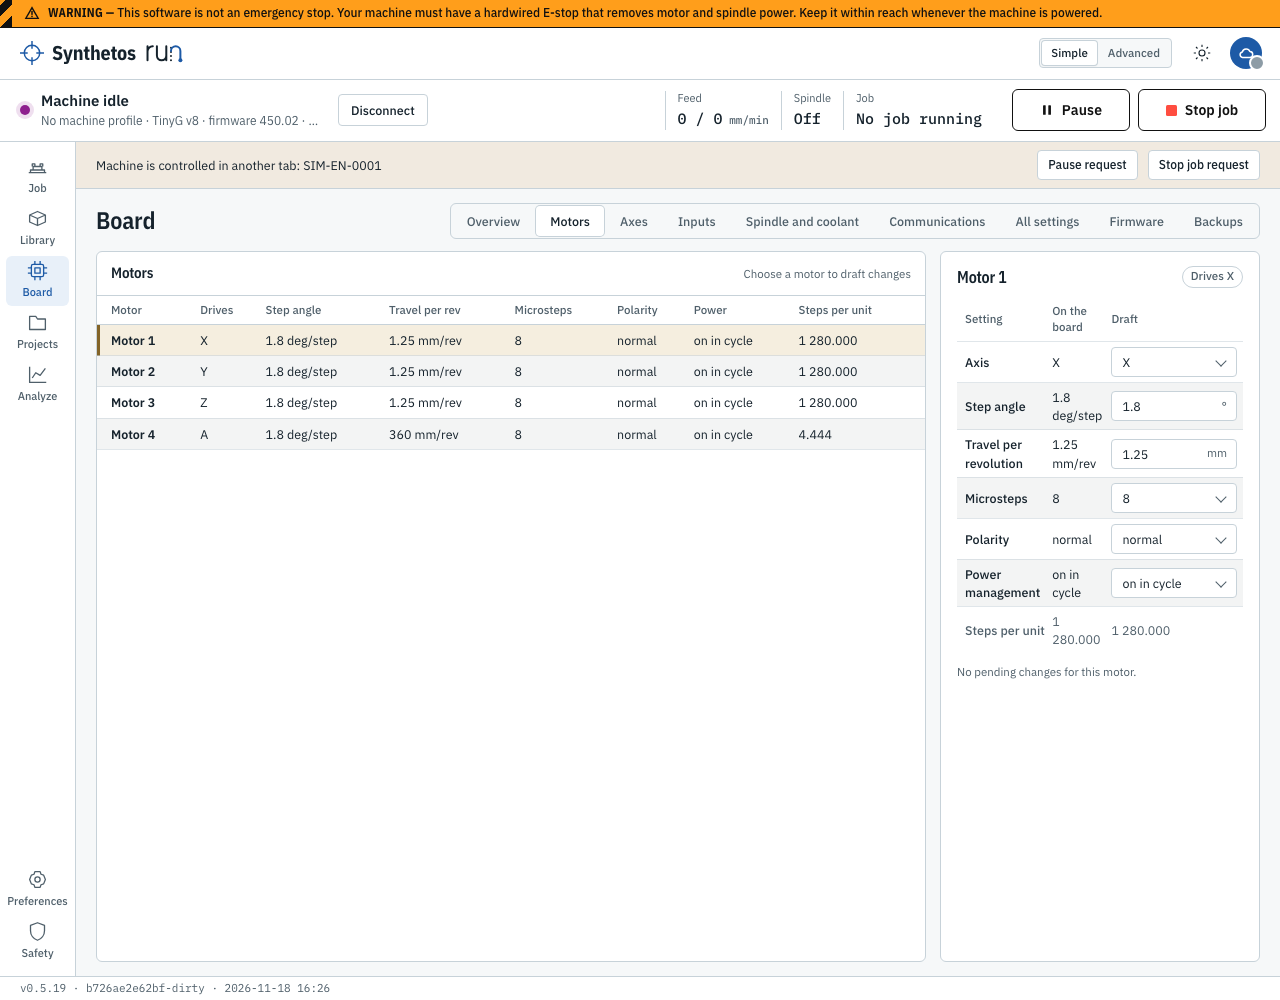 WARNING — This software is not an emergency stop. Your machine must have a hardwired E-stop that removes motor and spindle power. Keep it within reach whenever the machine is powered.
Synthetos run
Simple Advanced
Machine idle
No machine profile · TinyG v8 · firmware 450.02 · ...
Disconnect
Feed
0 / 0 mm/min
Spindle
Off
Job
No job running
Pause
Stop job
Job
Library
Board
Projects
Analyze
Preferences
Safety
Machine is controlled in another tab: SIM-EN-0001
Pause request
Stop job request
Board
Overview Motors Axes Inputs Spindle and coolant Communications All settings Firmware Backups
Motors
Choose a motor to draft changes
Motor Drives Step angle Travel per rev Microsteps Polarity Power Steps per unit
Motor 1 X 1.8 deg/step 1.25 mm/rev 8 normal on in cycle 1 280.000
Motor 2 Y 1.8 deg/step 1.25 mm/rev 8 normal on in cycle 1 280.000
Motor 3 Z 1.8 deg/step 1.25 mm/rev 8 normal on in cycle 1 280.000
Motor 4 A 1.8 deg/step 360 mm/rev 8 normal on in cycle 4.444
Motor 1
Drives X
Setting On the board Draft
Axis X X
Step angle 1.8 deg/step 1.8 °
Travel per revolution 1.25 mm/rev 1.25 mm
Microsteps 8 8
Polarity normal normal
Power management on in cycle on in cycle
Steps per unit 1 280.000 1 280.000
No pending changes for this motor.
v0.5.19 · b726ae2e62bf-dirty · 2026-11-18 16:26